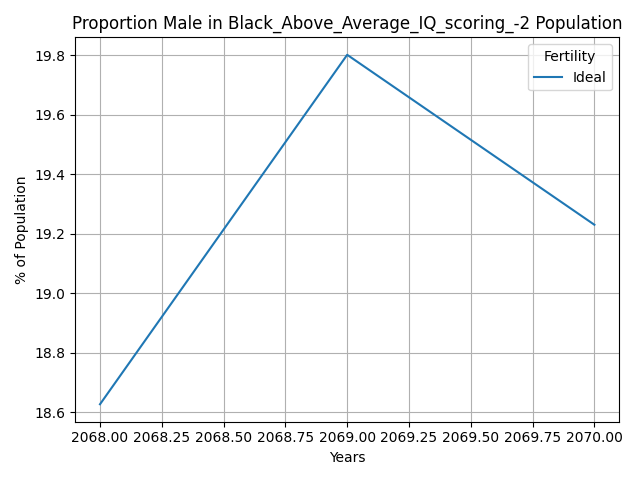 Proportion Male in Black_Above_Average_IQ_scoring_-2 Population
Fertility
Ideal
19.8
19.6
19.4
19.2
19.0
18.8
18.6
% of Population
2068.00 2068.25 2068.50 2068.75 2069.00 2069.25 2069.50 2069.75 2070.00
Years